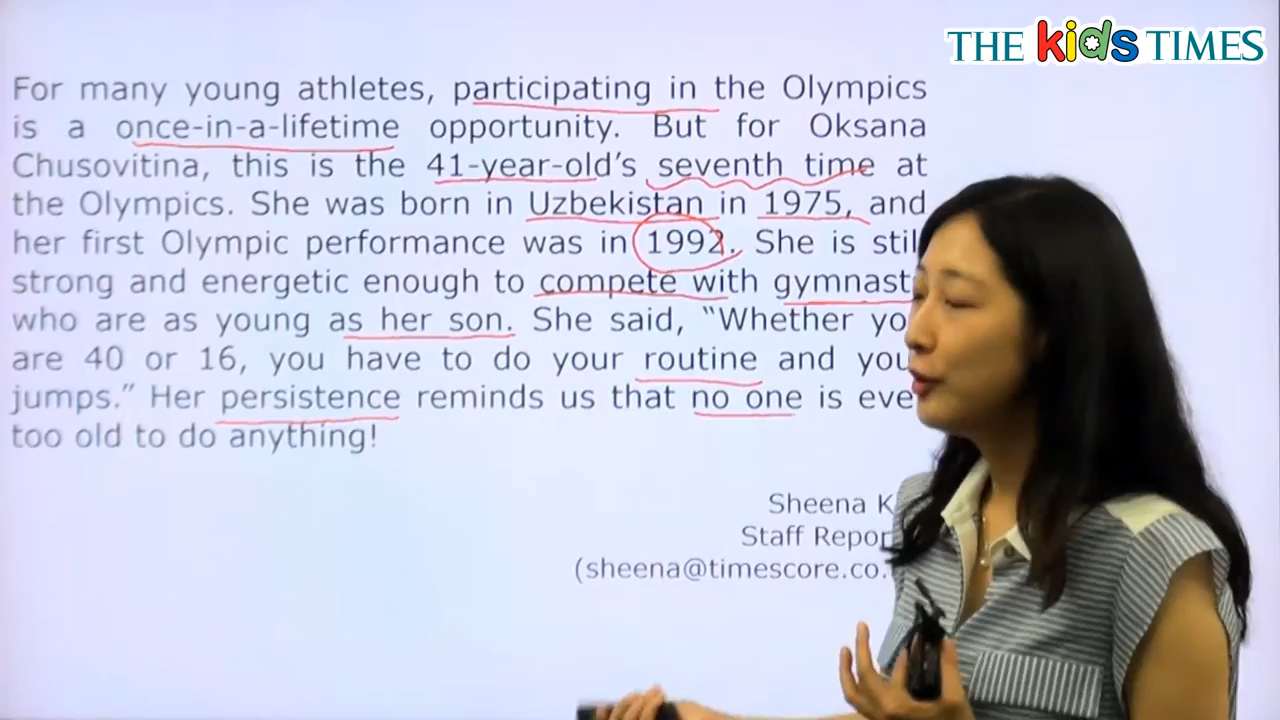 THE kids TIMES
For many young athletes, participating in the Olympics
is a once-in-a-lifetime opportunity. But for Oksana
Chusovitina, this is the 41-year-old's seventh time at
the Olympics. She was born in Uzbekistan in 1975, and
her first Olympic performance was in 1992. She is still
strong and energetic enough to compete with gymnast
who are as young as her son. She said, “Whether yo
are 40 or 16, you have to do your routine and you
jumps.” Her persistence reminds us that no one is eve
too old to do anything!
Sheena K
Staff Repor
(sheena@timescore.co.